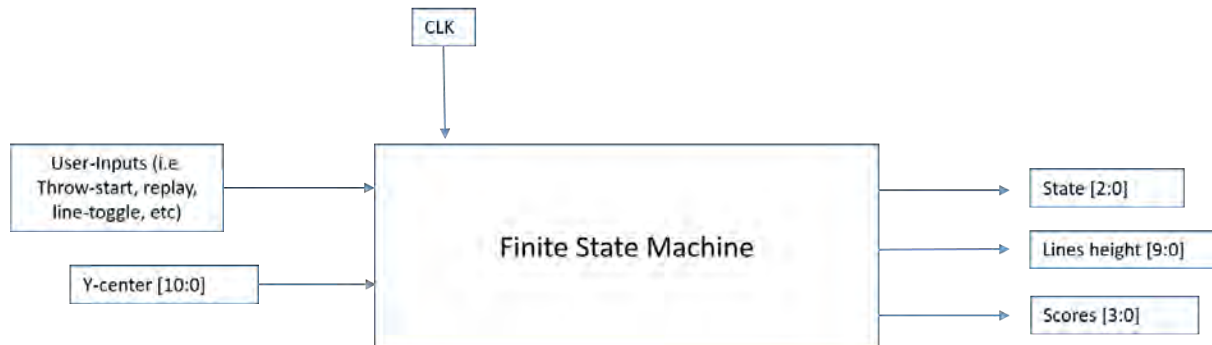 CLK
User-Inputs (i.e
Throw-start, replay,
line-toggle, etc)
Y-center [10:0]
Finite State Machine
State [2:0]
Lines height [9:0]
Scores [3:0]